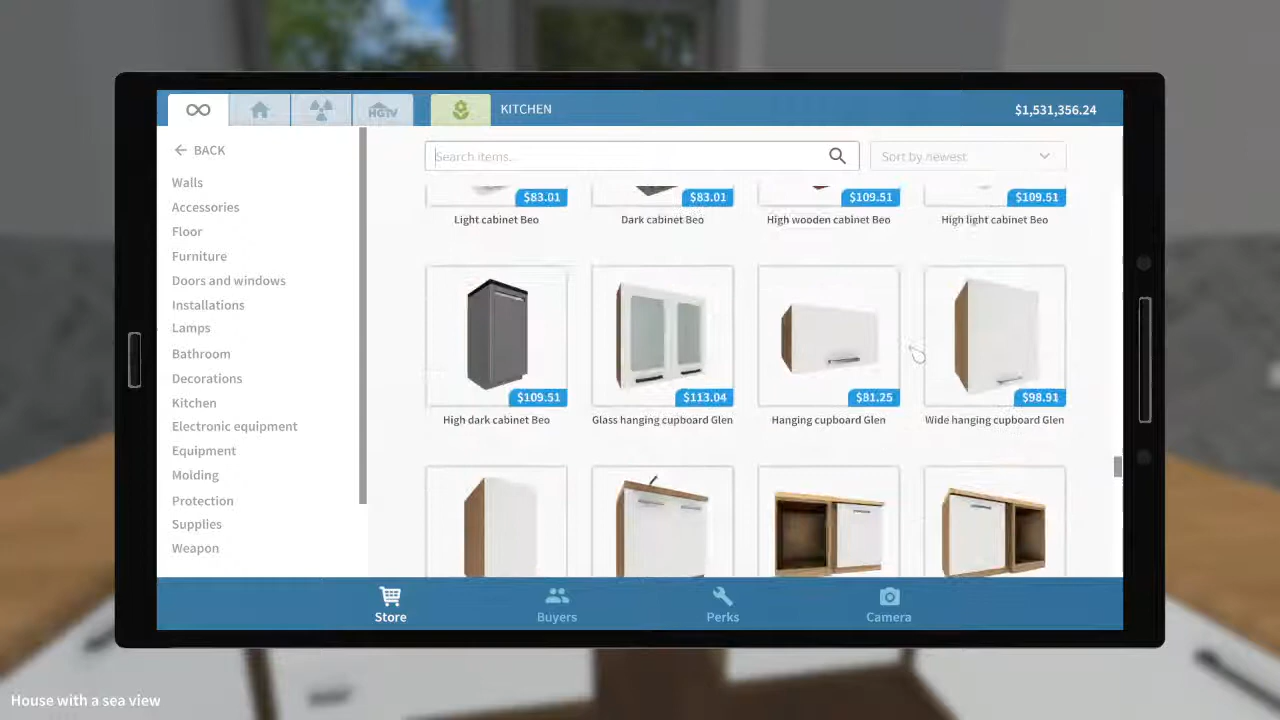 HGTV
KITCHEN
$1,531,356.24
BACK
Search items...
Sort by newest
Walls
Accessories
Floor
Furniture
Doors and windows
Installations
Lamps
Bathroom
Decorations
Kitchen
Electronic equipment
Equipment
Molding
Protection
Supplies
Weapon
$83.01
$83.01
$109.51
$109.51
Light cabinet Beo
Dark cabinet Beo
High wooden cabinet Beo
High light cabinet Beo
$109.51
$113.04
$81.25
$98.91
High dark cabinet Beo
Glass hanging cupboard Glen
Hanging cupboard Glen
Wide hanging cupboard Glen
Store
Buyers
Perks
Camera
House with a sea view